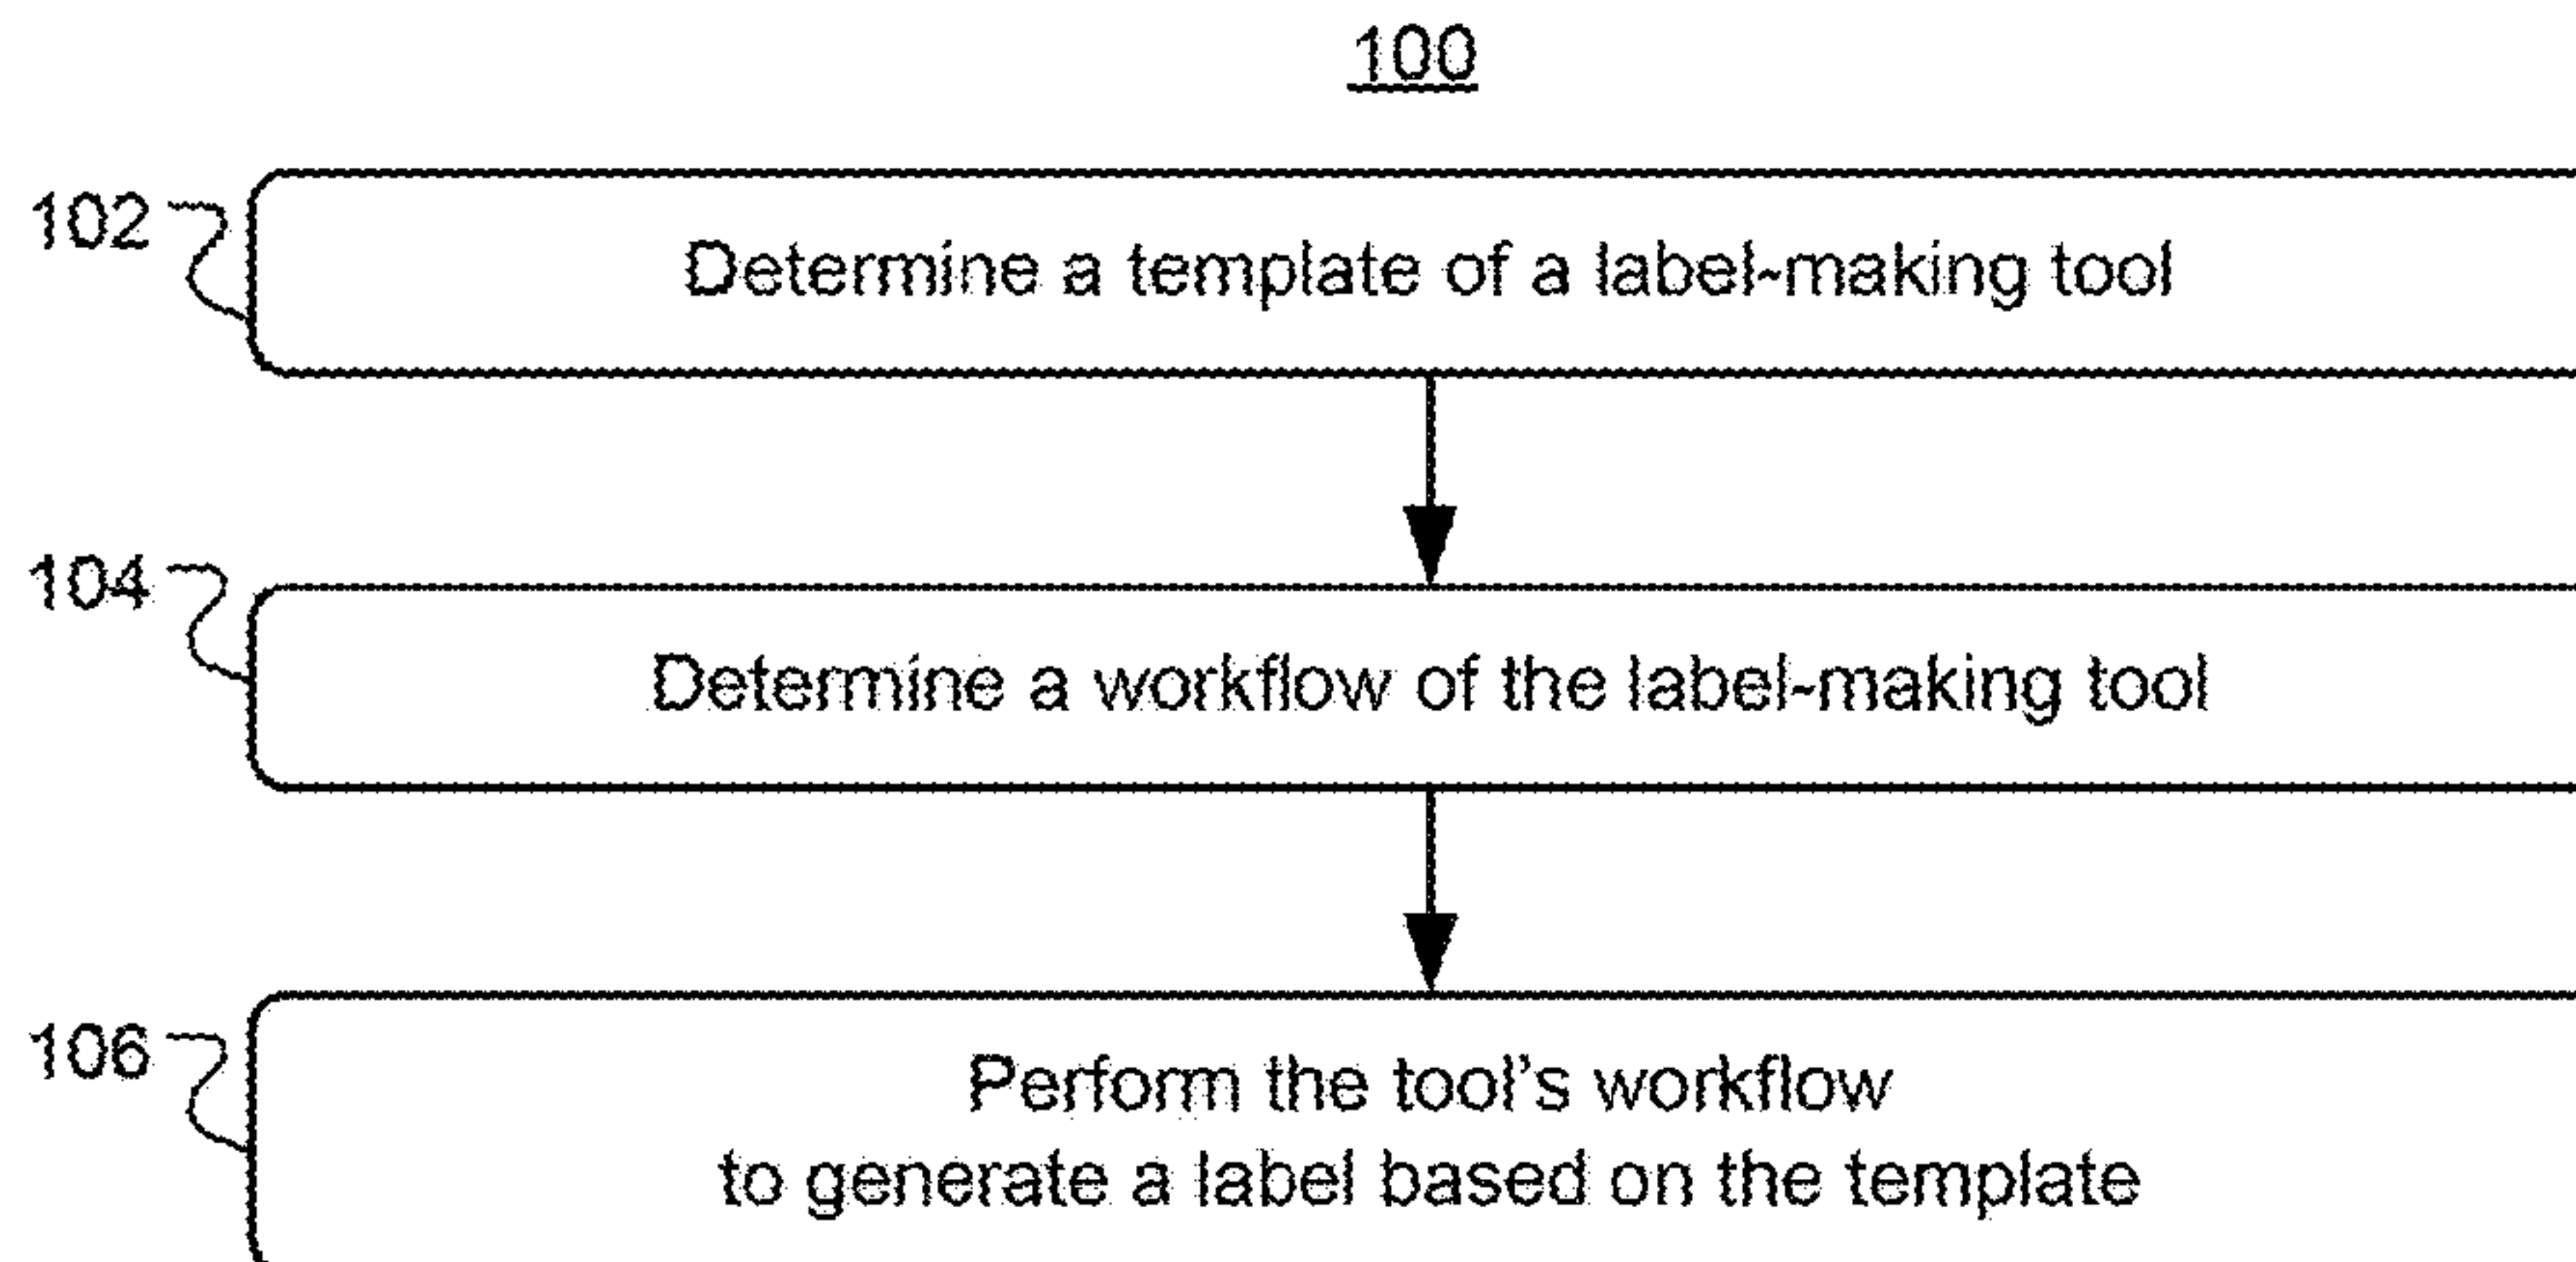 100
102
Determine a template of a label-making tool
104
Determine a workflow of the label-making tool
106
Perform the tool's workflow
to generate a label based on the template